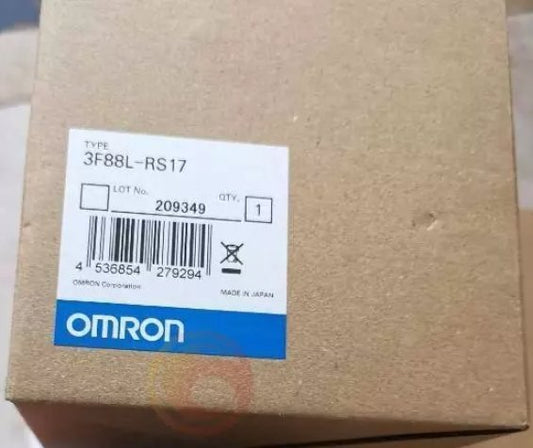 TYPE
3F88L-RS17
LOT No. 209349 QTY. 1
4 536854 279294
OMRON Corporation MADE IN JAPAN
OMRON